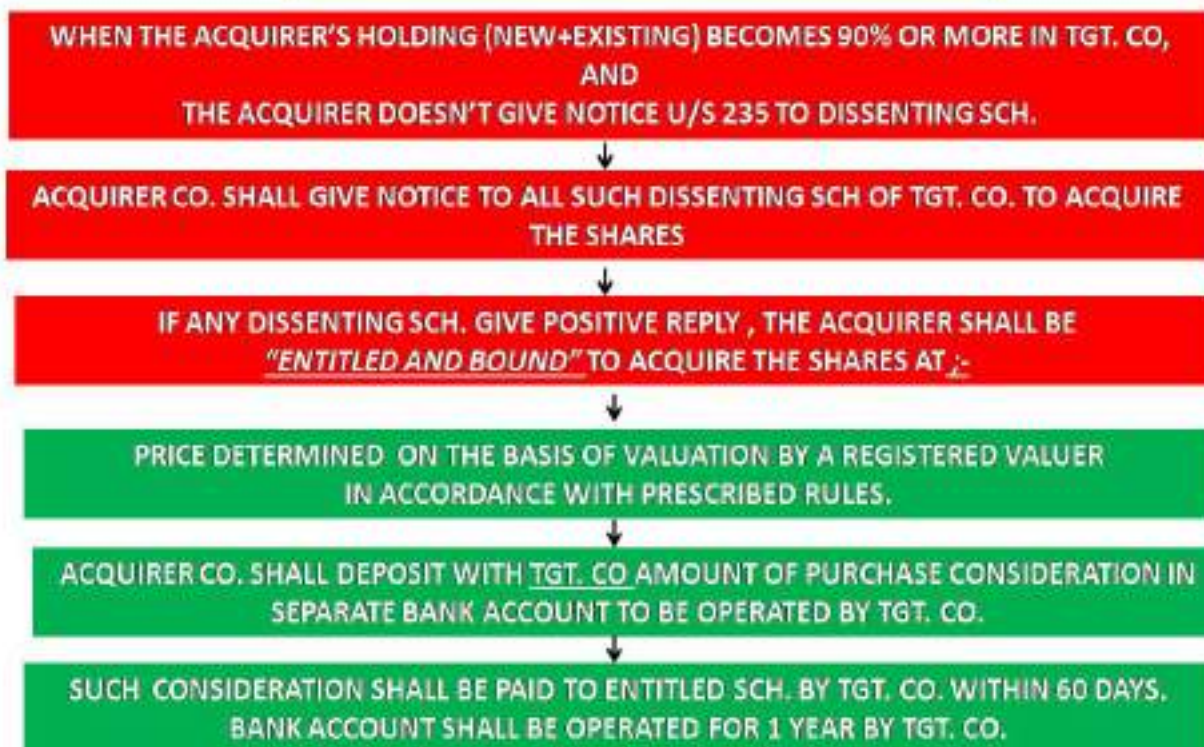 WHEN THE ACQUIRER'S HOLDING (NEW+EXISTING) BECOMES 90% OR MORE IN TGT. CO,
AND
THE ACQUIRER DOESN'T GIVE NOTICE U/S 235 TO DISSENTING SCH.
ACQUIRER CO. SHALL GIVE NOTICE TO ALL SUCH DISSENTING SCH OF TGT. CO. TO ACQUIRE
THE SHARES
IF ANY DISSENTING SCH. GIVE POSITIVE REPLY , THE ACQUIRER SHALL BE
"ENTITLED AND BOUND" TO ACQUIRE THE SHARES AT ;-
PRICE DETERMINED ON THE BASIS OF VALUATION BY A REGISTERED VALUER
IN ACCORDANCE WITH PRESCRIBED RULES.
ACQUIRER CO. SHALL DEPOSIT WITH TGT. CO AMOUNT OF PURCHASE CONSIDERATION IN
SEPARATE BANK ACCOUNT TO BE OPERATED BY TGT. CO.
SUCH CONSIDERATION SHALL BE PAID TO ENTITLED SCH. BY TGT. CO. WITHIN 60 DAYS.
BANK ACCOUNT SHALL BE OPERATED FOR 1 YEAR BY TGT. CO.